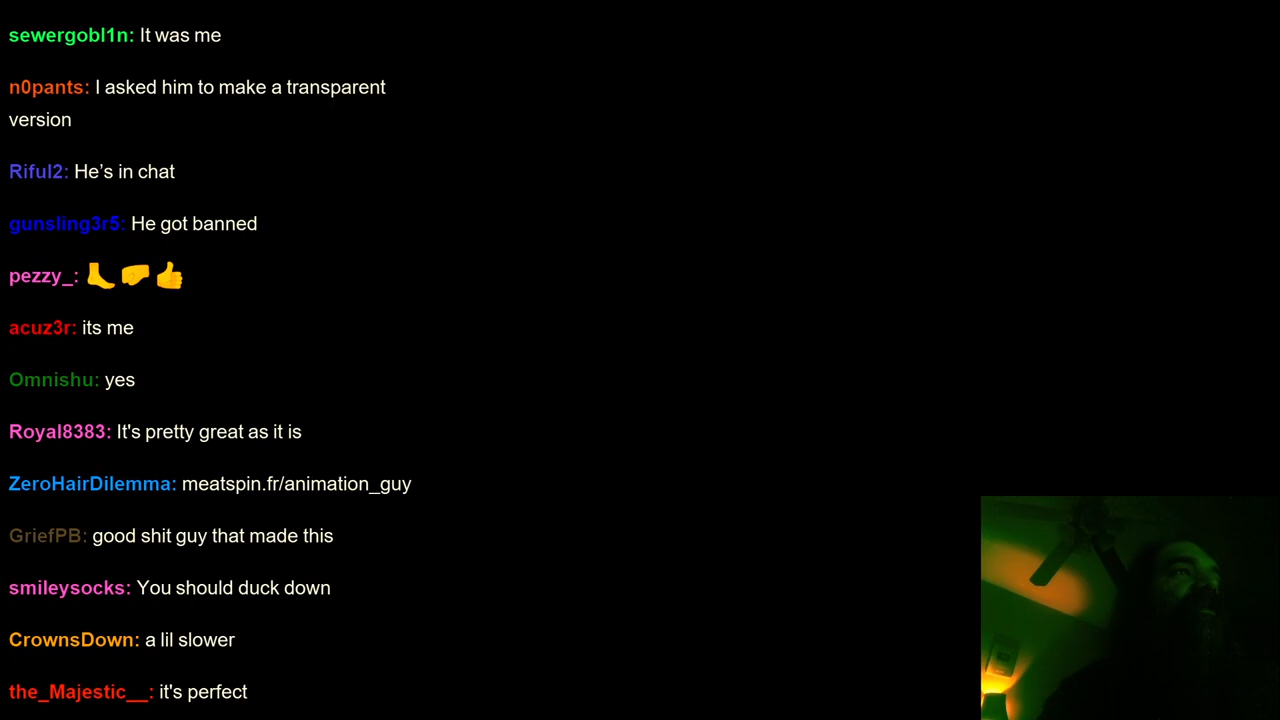 sewergobl1n: It was me
n0pants: I asked him to make a transparent
version
Riful2: He’s in chat
gunsling3r5: He got banned
pezzy_: 🦶🤛👍
acuz3r: its me
Omnishu: yes
Royal8383: It's pretty great as it is
ZeroHairDilemma: meatspin.fr/animation_guy
GriefPB: good shit guy that made this
smileysocks: You should duck down
CrownsDown: a lil slower
the_Majestic__: it's perfect